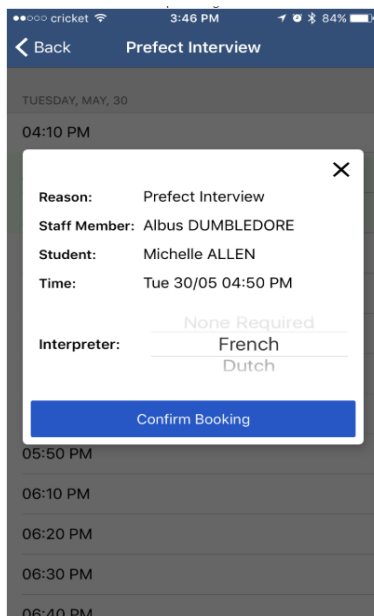 cricket 3:46 PM 84%
Back Prefect Interview
TUESDAY, MAY, 30
04:10 PM
Reason: Prefect Interview
Staff Member: Albus DUMBLEDORE
Student: Michelle ALLEN
Time: Tue 30/05 04:50 PM
None Required
Interpreter: French
Dutch
Confirm Booking
05:50 PM
06:10 PM
06:20 PM
06:30 PM
06:40 PM